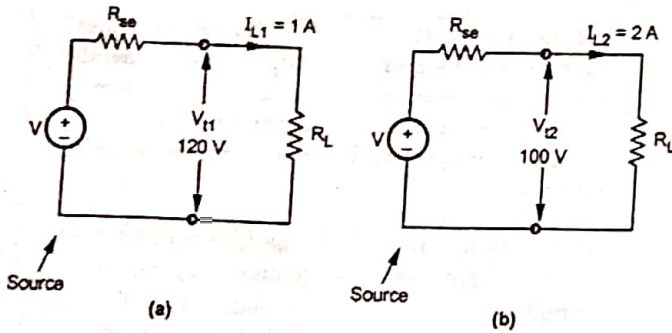 R_se
I_L1 = 1 A
V
+
−
V_t1
120 V
R_L
Source
(a)
R_se
I_L2 = 2 A
V
+
−
V_t2
100 V
R_L
Source
(b)